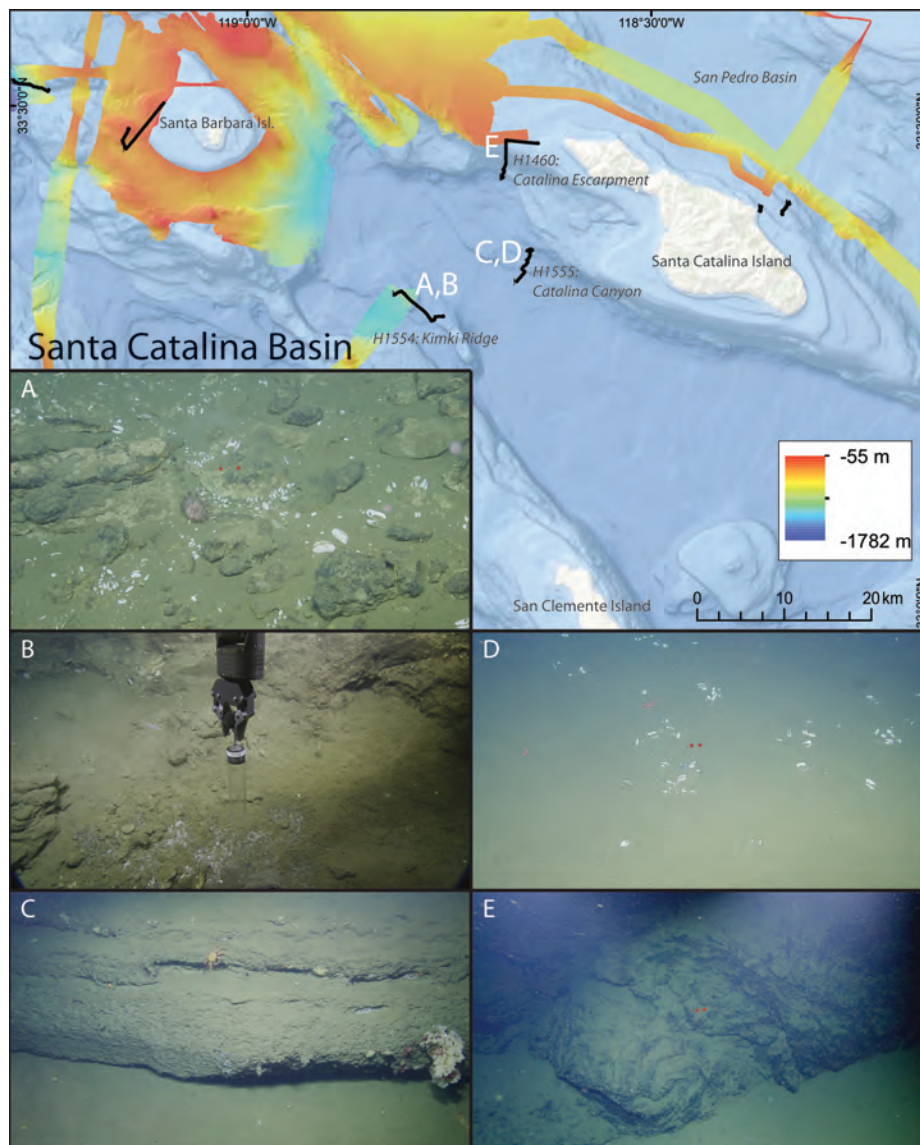 119°0'0"W
118°30'0"W
San Pedro Basin
33°30'0"N
Santa Barbara Isl.
E
H1460:
Catalina Escarpment
C,D
Santa Catalina Island
A,B
H1555:
Catalina Canyon
H1554: Kimki Ridge
Santa Catalina Basin
A
-55 m
-1782 m
San Clemente Island
0 10 20 km
B
D
C
E